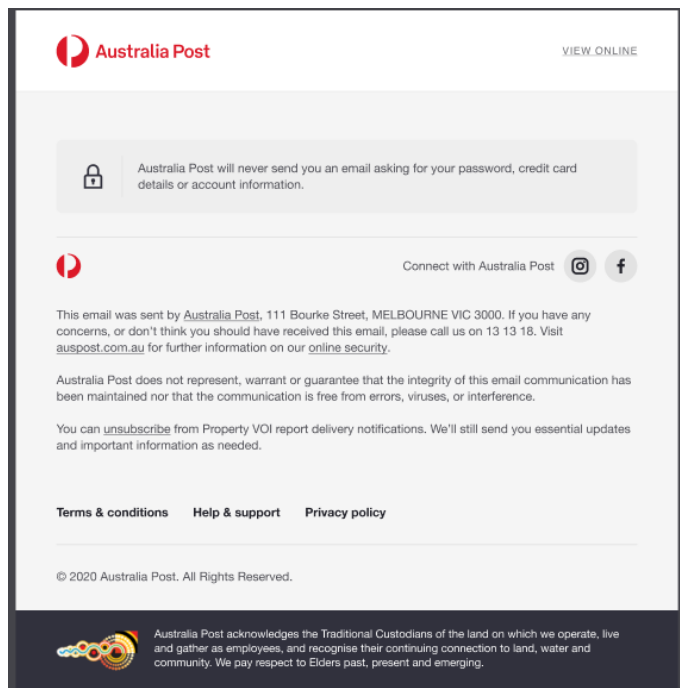 Australia Post
VIEW ONLINE
Australia Post will never send you an email asking for your password, credit card
details or account information.
Connect with Australia Post
This email was sent by Australia Post, 111 Bourke Street, MELBOURNE VIC 3000. If you have any
concerns, or don't think you should have received this email, please call us on 13 13 18. Visit
auspost.com.au for further information on our online security.
Australia Post does not represent, warrant or guarantee that the integrity of this email communication has
been maintained nor that the communication is free from errors, viruses, or interference.
You can unsubscribe from Property VOI report delivery notifications. We'll still send you essential updates
and important information as needed.
Terms & conditions Help & support Privacy policy
© 2020 Australia Post. All Rights Reserved.
Australia Post acknowledges the Traditional Custodians of the land on which we operate, live
and gather as employees, and recognise their continuing connection to land, water and
community. We pay respect to Elders past, present and emerging.